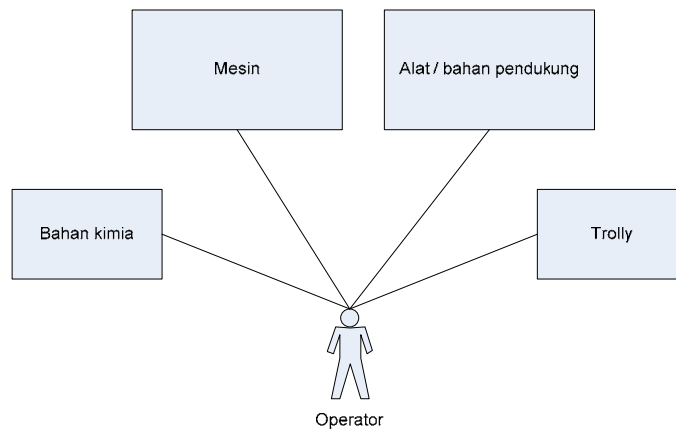 Mesin
Alat / bahan pendukung
Bahan kimia
Trolly
Operator